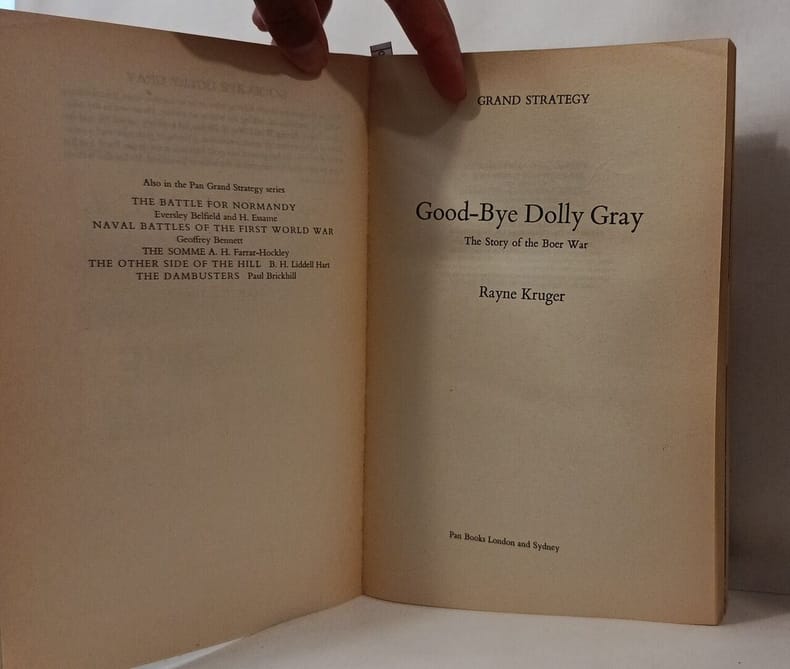 Also in the Pan Grand Strategy series
THE BATTLE FOR NORMANDY
Eversley Belfield and H. Essame
NAVAL BATTLES OF THE FIRST WORLD WAR
Geoffrey Bennett
THE SOMME A. H. Farrar-Hockley
THE OTHER SIDE OF THE HILL B. H. Liddell Hart
THE DAMBUSTERS Paul Brickhill
GRAND STRATEGY
Good-Bye Dolly Gray
The Story of the Boer War
Rayne Kruger
Pan Books London and Sydney